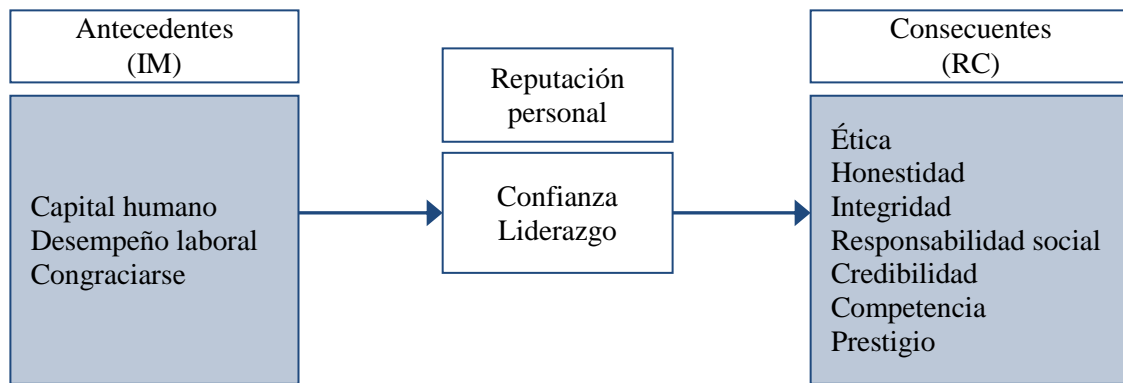 Antecedentes
(IM)
Capital humano
Desempeño laboral
Congraciarse
Reputación
personal
Confianza
Liderazgo
Consecuentes
(RC)
Ética
Honestidad
Integridad
Responsabilidad social
Credibilidad
Competencia
Prestigio